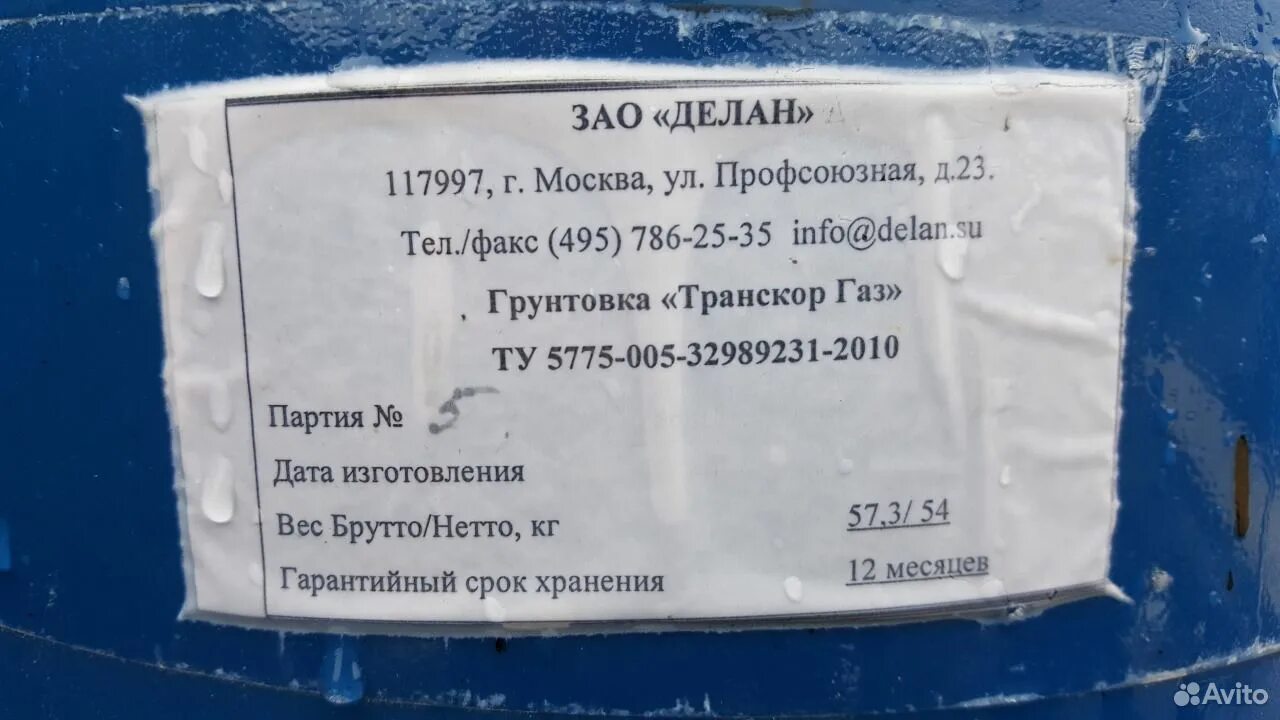 ЗАО «ДЕЛАН»
117997, г. Москва, ул. Профсоюзная, д.23.
Тел./факс (495) 786-25-35 info@delan.su
Грунтовка «Транскор Газ»
ТУ 5775-005-32989231-2010
Партия № 5
Дата изготовления
Вес Брутто/Нетто, кг 57,3/ 54
Гарантийный срок хранения 12 месяцев
Avito